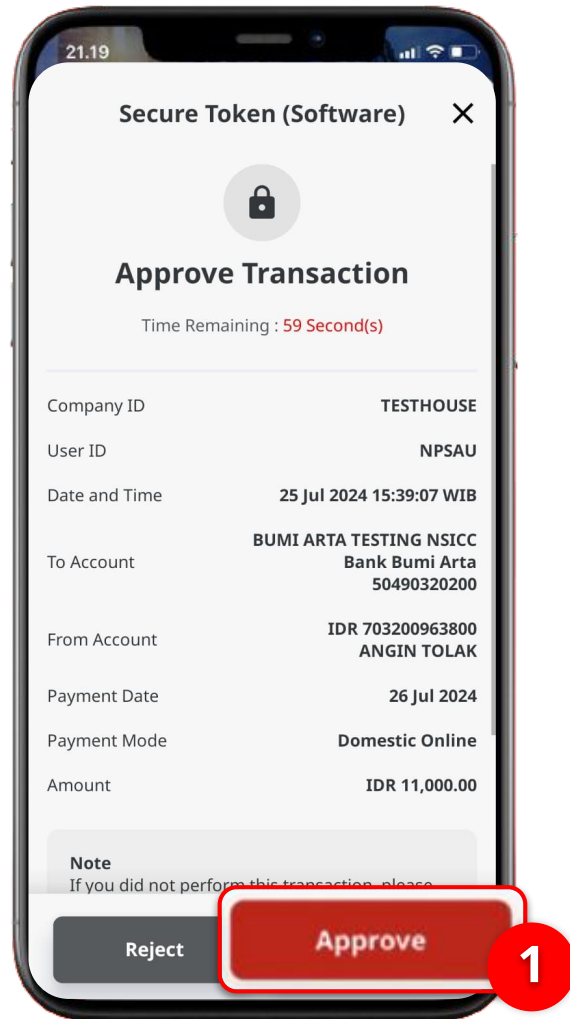 21.19
Secure Token (Software)
Approve Transaction
Time Remaining : 59 Second(s)
Company ID TESTHOUSE
User ID NPSAU
Date and Time 25 Jul 2024 15:39:07 WIB
To Account BUMI ARTA TESTING NSICC
Bank Bumi Arta
50490320200
From Account IDR 703200963800
ANGIN TOLAK
Payment Date 26 Jul 2024
Payment Mode Domestic Online
Amount IDR 11,000.00
Note
If you did not perform this transaction, please
Reject Approve 1